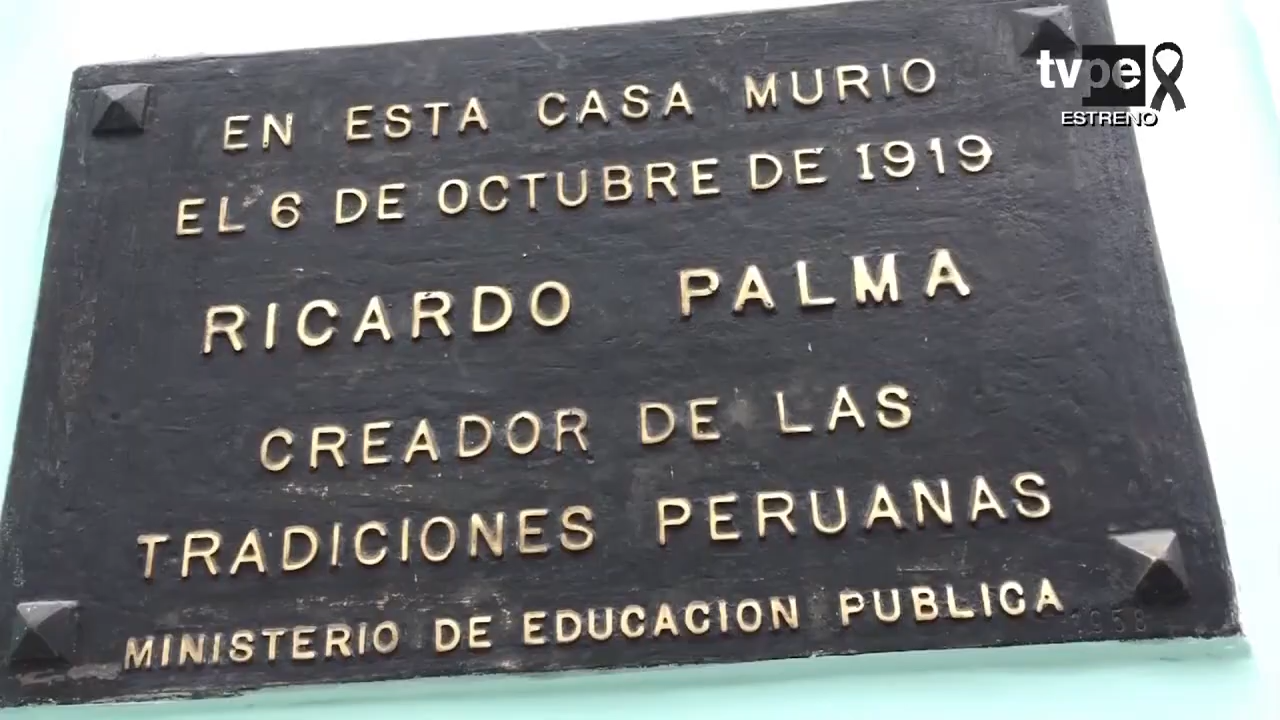 tvpe
ESTRENO
EN ESTA CASA MURIO
EL 6 DE OCTUBRE DE 1919
RICARDO PALMA
CREADOR DE LAS
TRADICIONES PERUANAS
MINISTERIO DE EDUCACION PUBLICA
1958